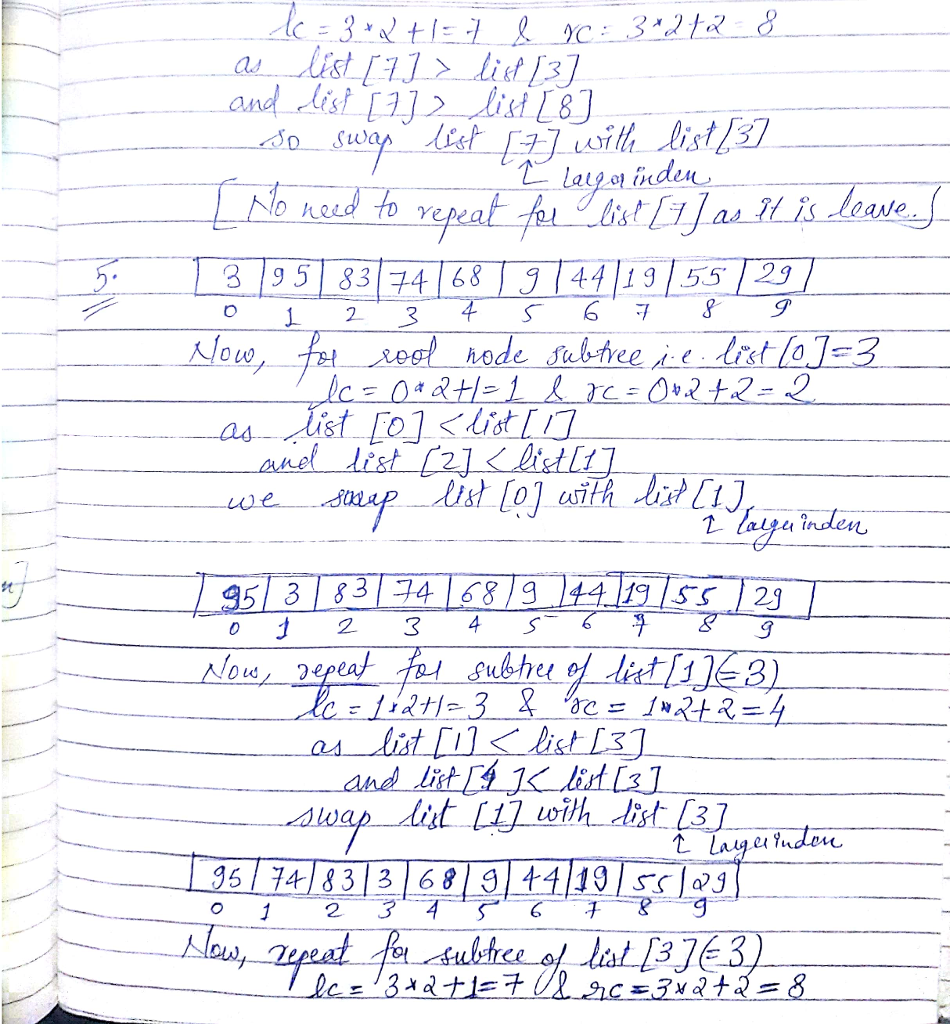 lc = 3*2+1=7 & rc = 3*2+2=8
as list [7] > list [3]
and list [7] > list [8]
so swap list [7] with list [3]
↑ larger inden
[ No need to repeat for list [7] as it is leave. ]
5. 3 | 95 | 83 | 74 | 68 | 9 | 44 | 19 | 55 | 29
0 1 2 3 4 5 6 7 8 9
Now, for root node subtree i.e. list [0]=3
lc = 0*2+1=1 & rc = 0*2+2=2
as list [0] < list [1]
and list [2] < list [1]
we swap list [0] with list [1]
↑ larger inden
95 | 3 | 83 | 74 | 68 | 9 | 44 | 19 | 55 | 29
0 1 2 3 4 5 6 7 8 9
Now, repeat for subtree of list [1] (=3)
lc = 1*2+1=3 & rc = 1*2+2=4
as list [1] < list [3]
and list [4] < list [3]
swap list [1] with list [3]
↑ larger inden
95 | 74 | 83 | 3 | 68 | 9 | 44 | 19 | 55 | 29
0 1 2 3 4 5 6 7 8 9
Now, repeat for subtree of list [3] (=3)
lc = 3*2+1=7 & rc = 3*2+2=8